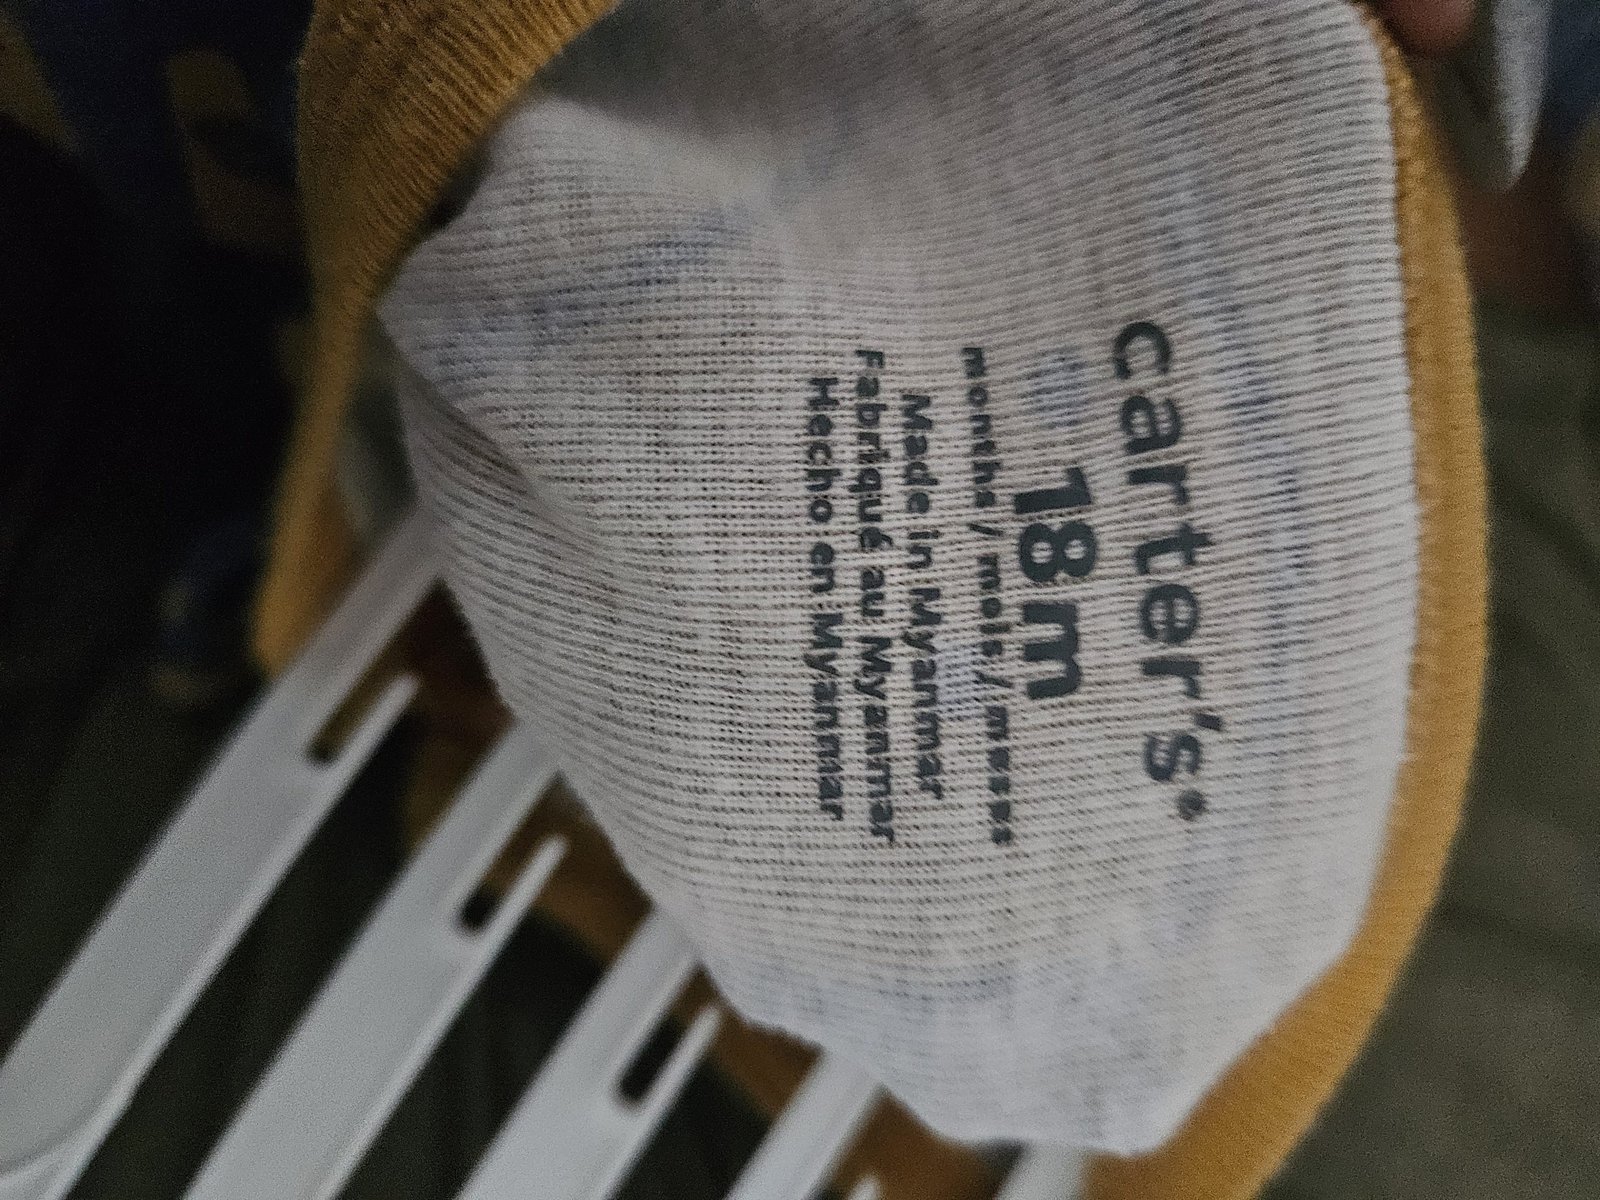 carter's®
18m
months / mois / meses
Made in Myanmar
Fabriqué au Myanmar
Hecho en Myanmar